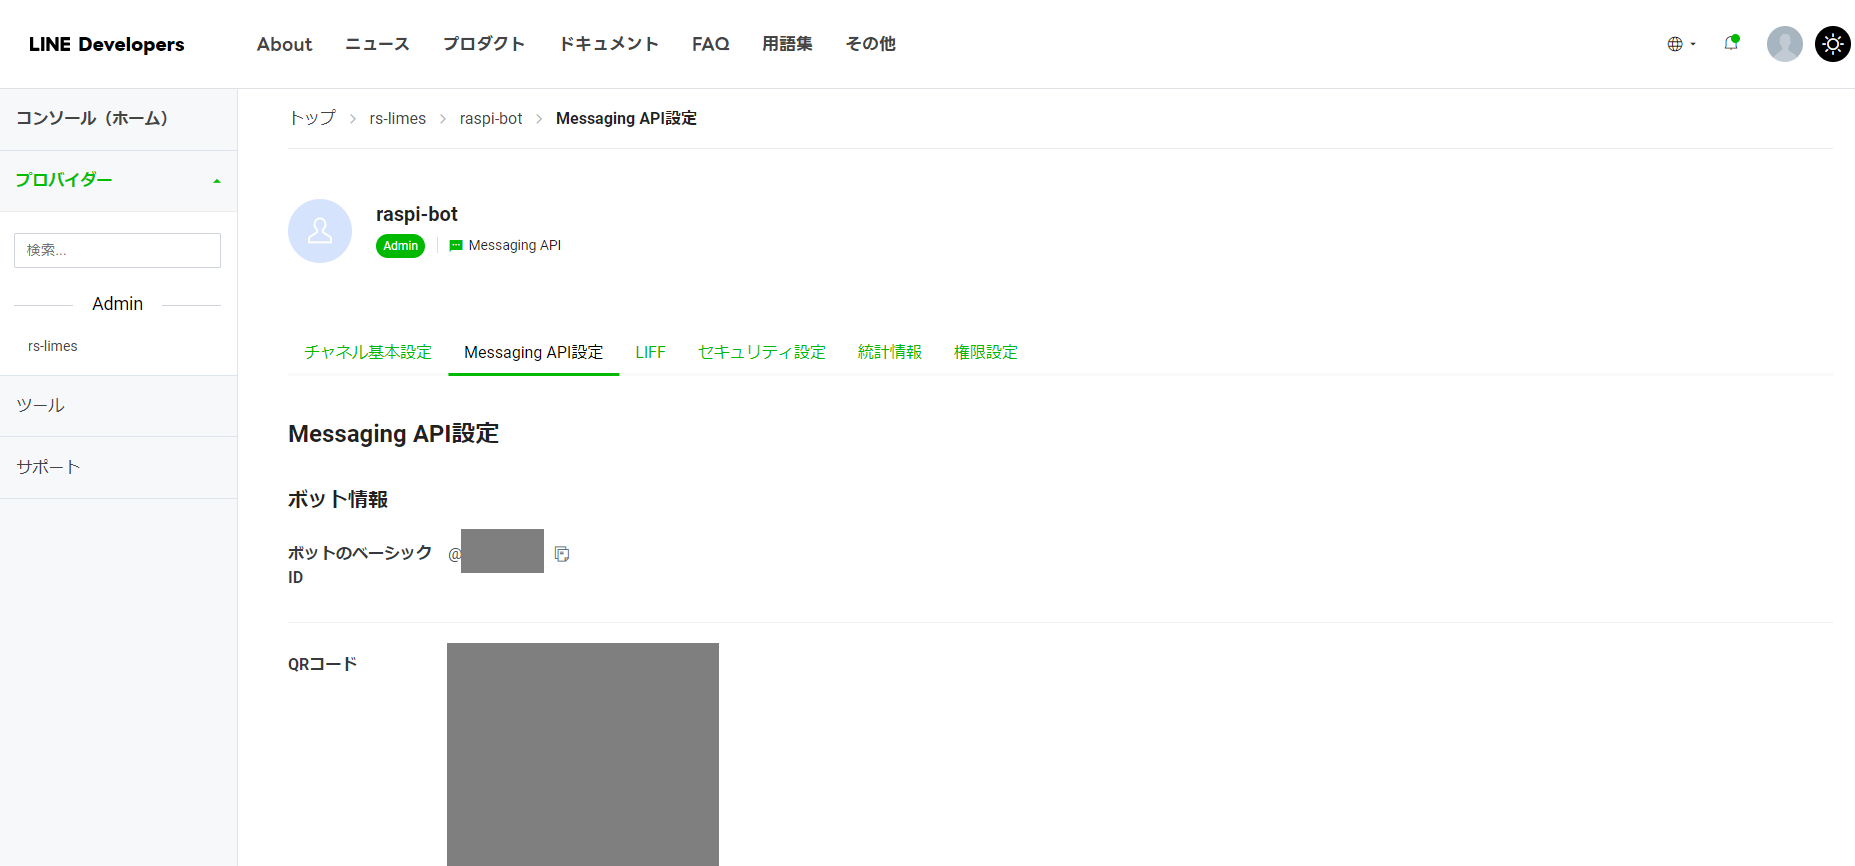 LINE Developers
About ニュース プロダクト ドキュメント FAQ 用語集 その他
コンソール（ホーム）
プロバイダー
検索...
Admin
rs-limes
ツール
サポート
トップ rs-limes raspi-bot Messaging API設定
raspi-bot
Admin Messaging API
チャネル基本設定 Messaging API設定 LIFF セキュリティ設定 統計情報 権限設定
Messaging API設定
ボット情報
ボットのベーシック @
ID
QRコード